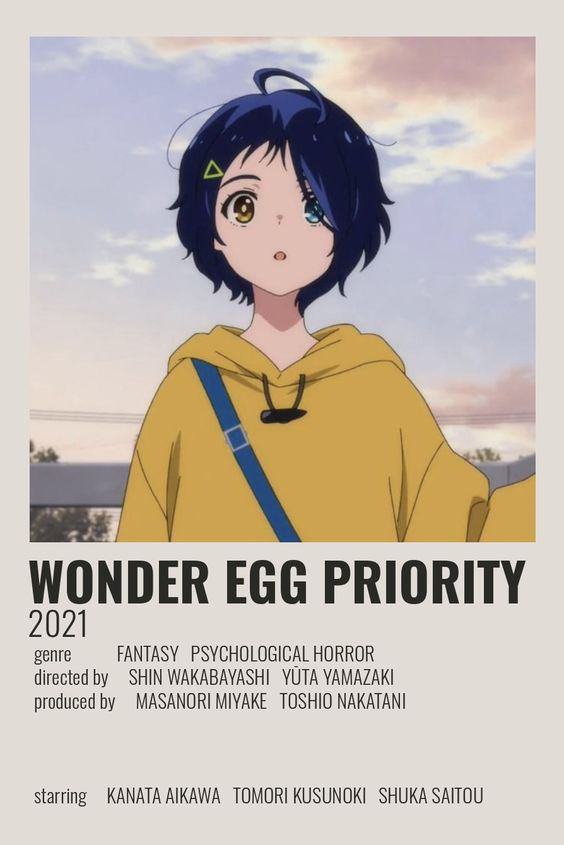 WONDER EGG PRIORITY
2021
genre FANTASY PSYCHOLOGICAL HORROR
directed by SHIN WAKABAYASHI YŪTA YAMAZAKI
produced by MASANORI MIYAKE TOSHIO NAKATANI
starring KANATA AIKAWA TOMORI KUSUNOKI SHUKA SAITOU